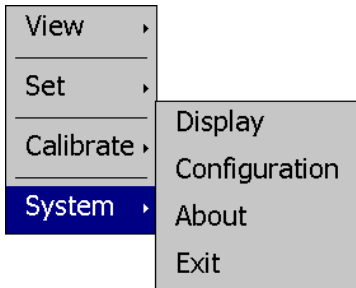 View
Set
Calibrate
System
Display
Configuration
About
Exit